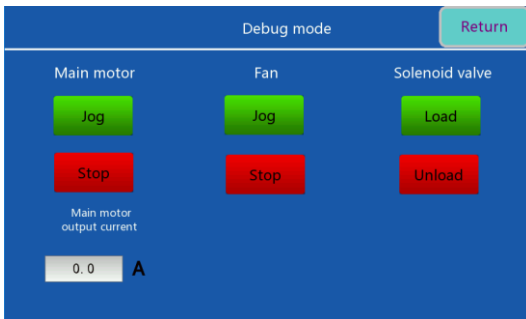 Debug mode
Return
Main motor
Fan
Solenoid valve
Jog
Jog
Load
Stop
Stop
Unload
Main motor
output current
0.0 A